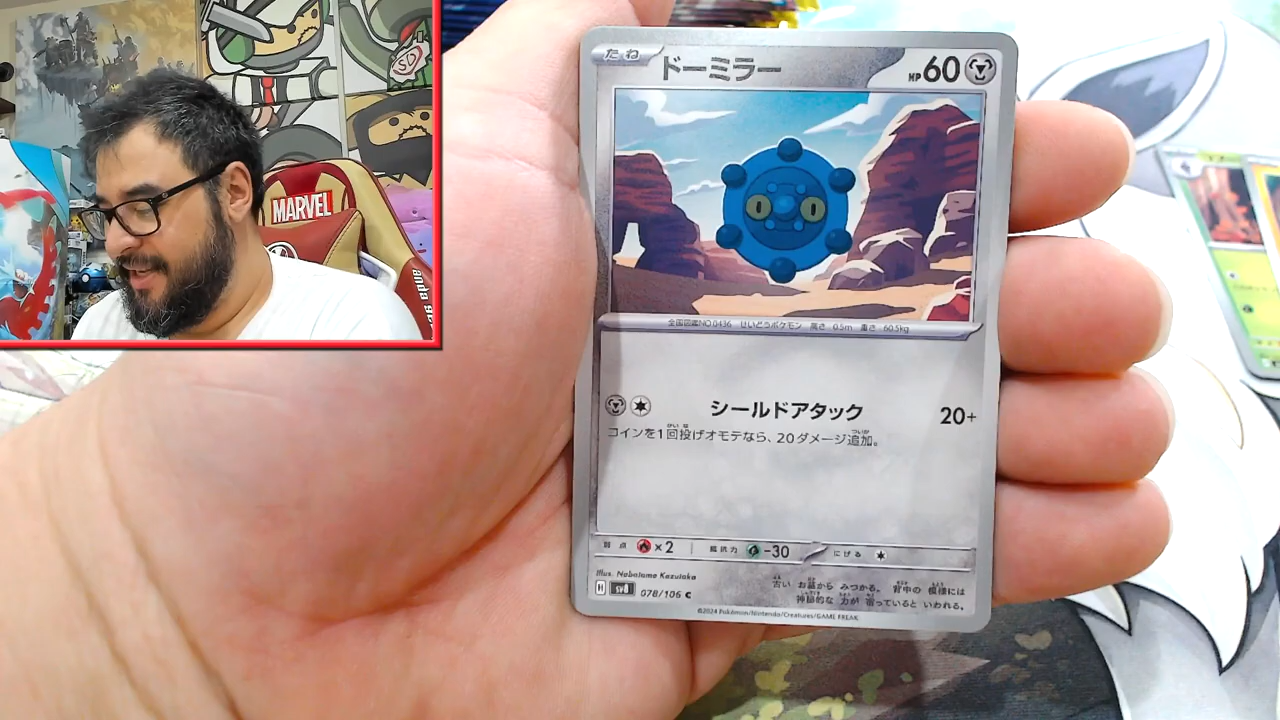 MARVEL
たね
ドーミラー
HP 60
全国図鑑NO.0436 せいどうポケモン 高さ 0.5m 重さ 60.5kg
シールドアタック 20+
コインを1回投げオモテなら、20ダメージ追加。
弱点 ×2 抵抗力 -30 にげる
Illus. Nabatame Kazutaka
H 078/106 C
古い お墓から みつかる。背中の 模様には
神秘的な 力が 宿っていると いわれる。
©2024 Pokémon/Nintendo/Creatures/GAME FREAK